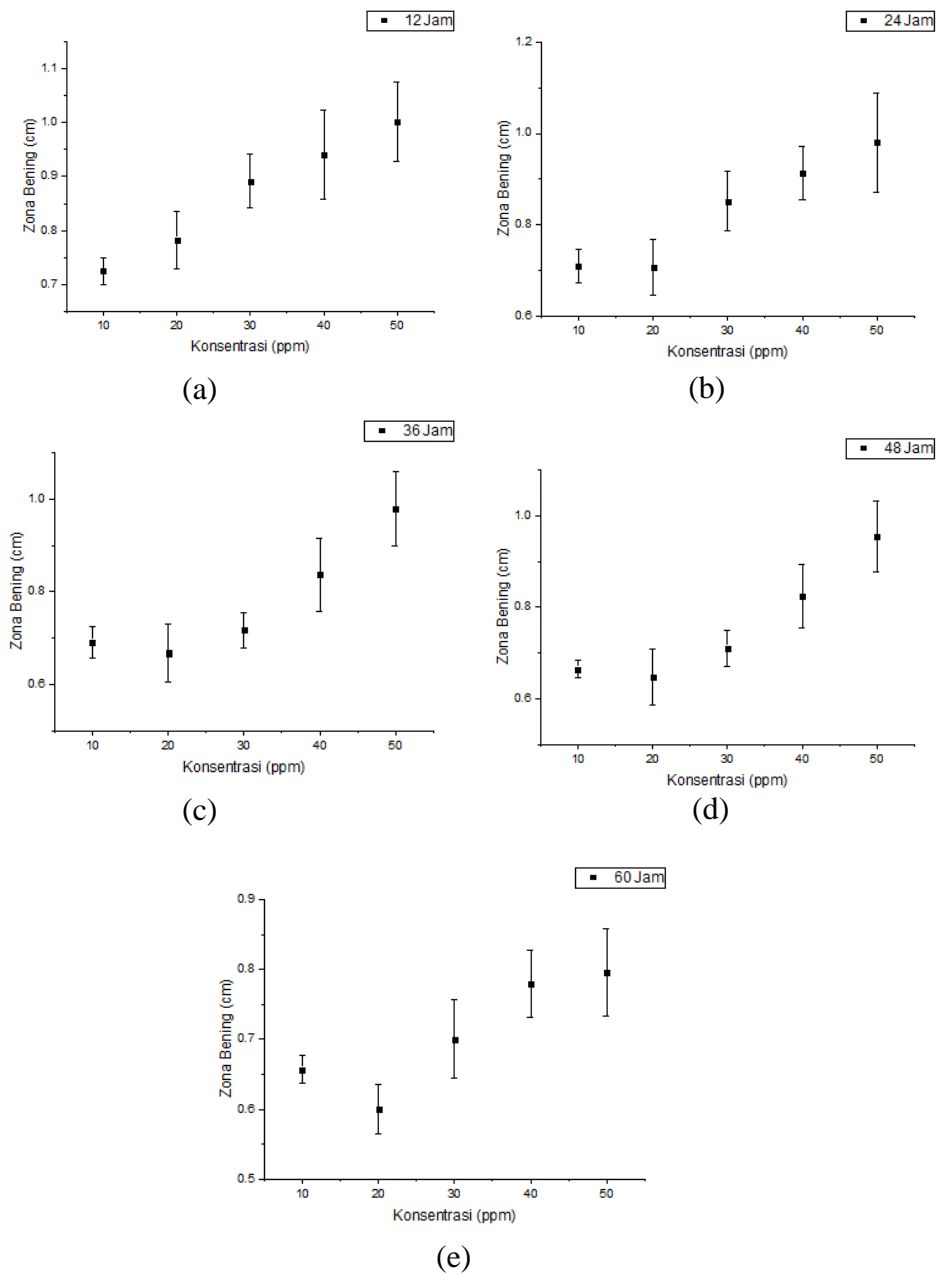 12 Jam
1.1
1.0
0.9
0.8
0.7
Zona Bening (cm)
10 20 30 40 50
Konsentrasi (ppm)
(a)
24 Jam
1.2
1.0
0.8
0.6
Zona Bening (cm)
10 20 30 40 50
Konsentrasi (ppm)
(b)
36 Jam
1.0
0.8
0.6
Zona Bening (cm)
10 20 30 40 50
Konsentrasi (ppm)
(c)
48 Jam
1.0
0.8
0.6
Zona Bening (cm)
10 20 30 40 50
Konsentrasi (ppm)
(d)
60 Jam
0.9
0.8
0.7
0.6
0.5
Zona Bening (cm)
10 20 30 40 50
Konsentrasi (ppm)
(e)